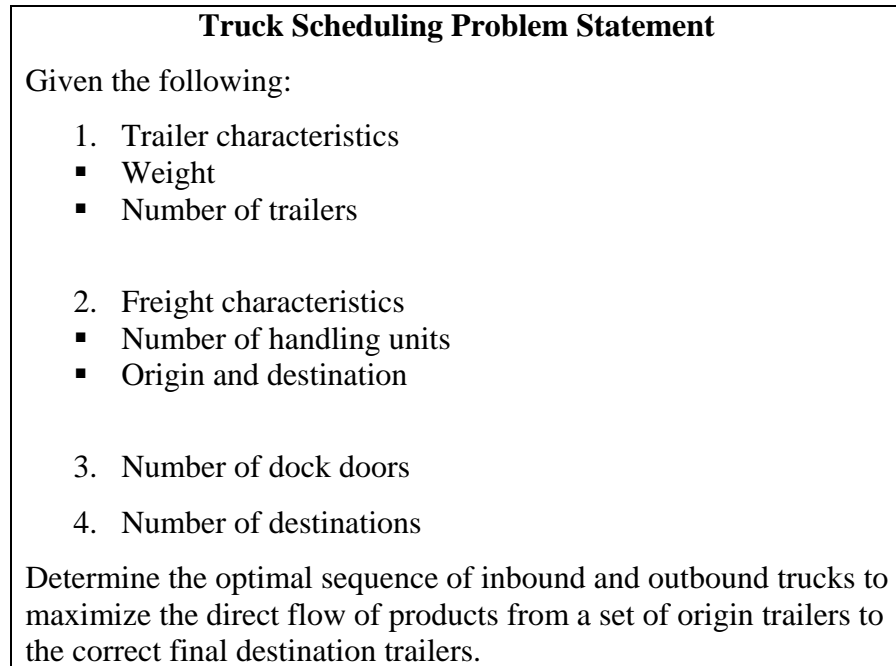 Truck Scheduling Problem Statement
Given the following:
1. Trailer characteristics
▪ Weight
▪ Number of trailers
2. Freight characteristics
▪ Number of handling units
▪ Origin and destination
3. Number of dock doors
4. Number of destinations
Determine the optimal sequence of inbound and outbound trucks to
maximize the direct flow of products from a set of origin trailers to
the correct final destination trailers.